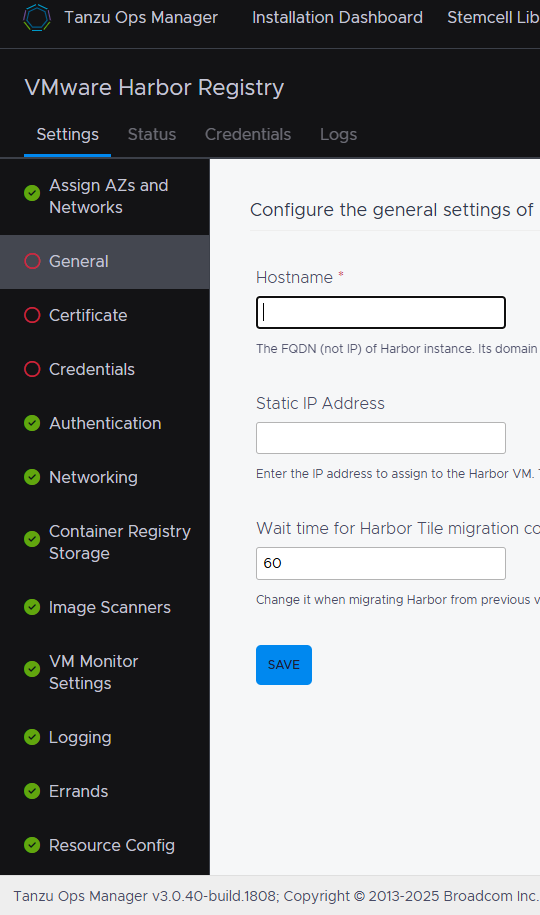 Tanzu Ops Manager Installation Dashboard Stemcell Lib
VMware Harbor Registry
Settings Status Credentials Logs
Assign AZs and
Networks
General
Certificate
Credentials
Authentication
Networking
Container Registry
Storage
Image Scanners
VM Monitor
Settings
Logging
Errands
Resource Config
Configure the general settings of
Hostname *
The FQDN (not IP) of Harbor instance. Its domain
Static IP Address
Enter the IP address to assign to the Harbor VM.
Wait time for Harbor Tile migration co
60
Change it when migrating Harbor from previous v
SAVE
Tanzu Ops Manager v3.0.40-build.1808; Copyright © 2013-2025 Broadcom Inc.